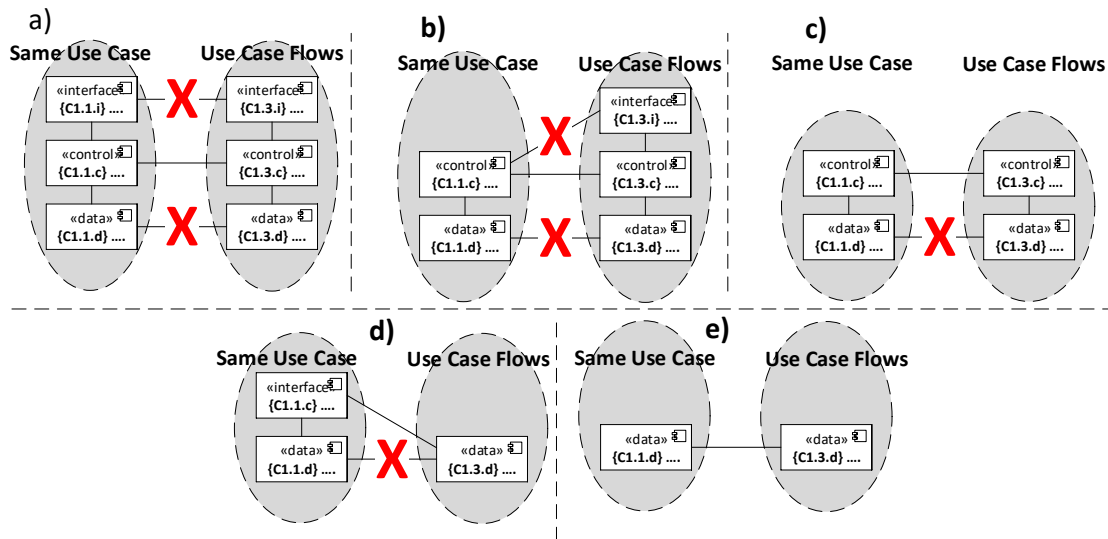 a)
Same Use Case
Use Case Flows
«interface»
{C1.1.i} ....
«interface»
{C1.3.i} ....
X
«control»
{C1.1.c} ....
«control»
{C1.3.c} ....
«data»
{C1.1.d} ....
«data»
{C1.3.d} ....
X
b)
Same Use Case
Use Case Flows
«interface»
{C1.3.i} ....
X
«control»
{C1.1.c} ....
«control»
{C1.3.c} ....
«data»
{C1.1.d} ....
«data»
{C1.3.d} ....
X
c)
Same Use Case
Use Case Flows
«control»
{C1.1.c} ....
«control»
{C1.3.c} ....
«data»
{C1.1.d} ....
«data»
{C1.3.d} ....
X
d)
Same Use Case
Use Case Flows
«interface»
{C1.1.c} ....
«data»
{C1.1.d} ....
«data»
{C1.3.d} ....
X
e)
Same Use Case
Use Case Flows
«data»
{C1.1.d} ....
«data»
{C1.3.d} ....